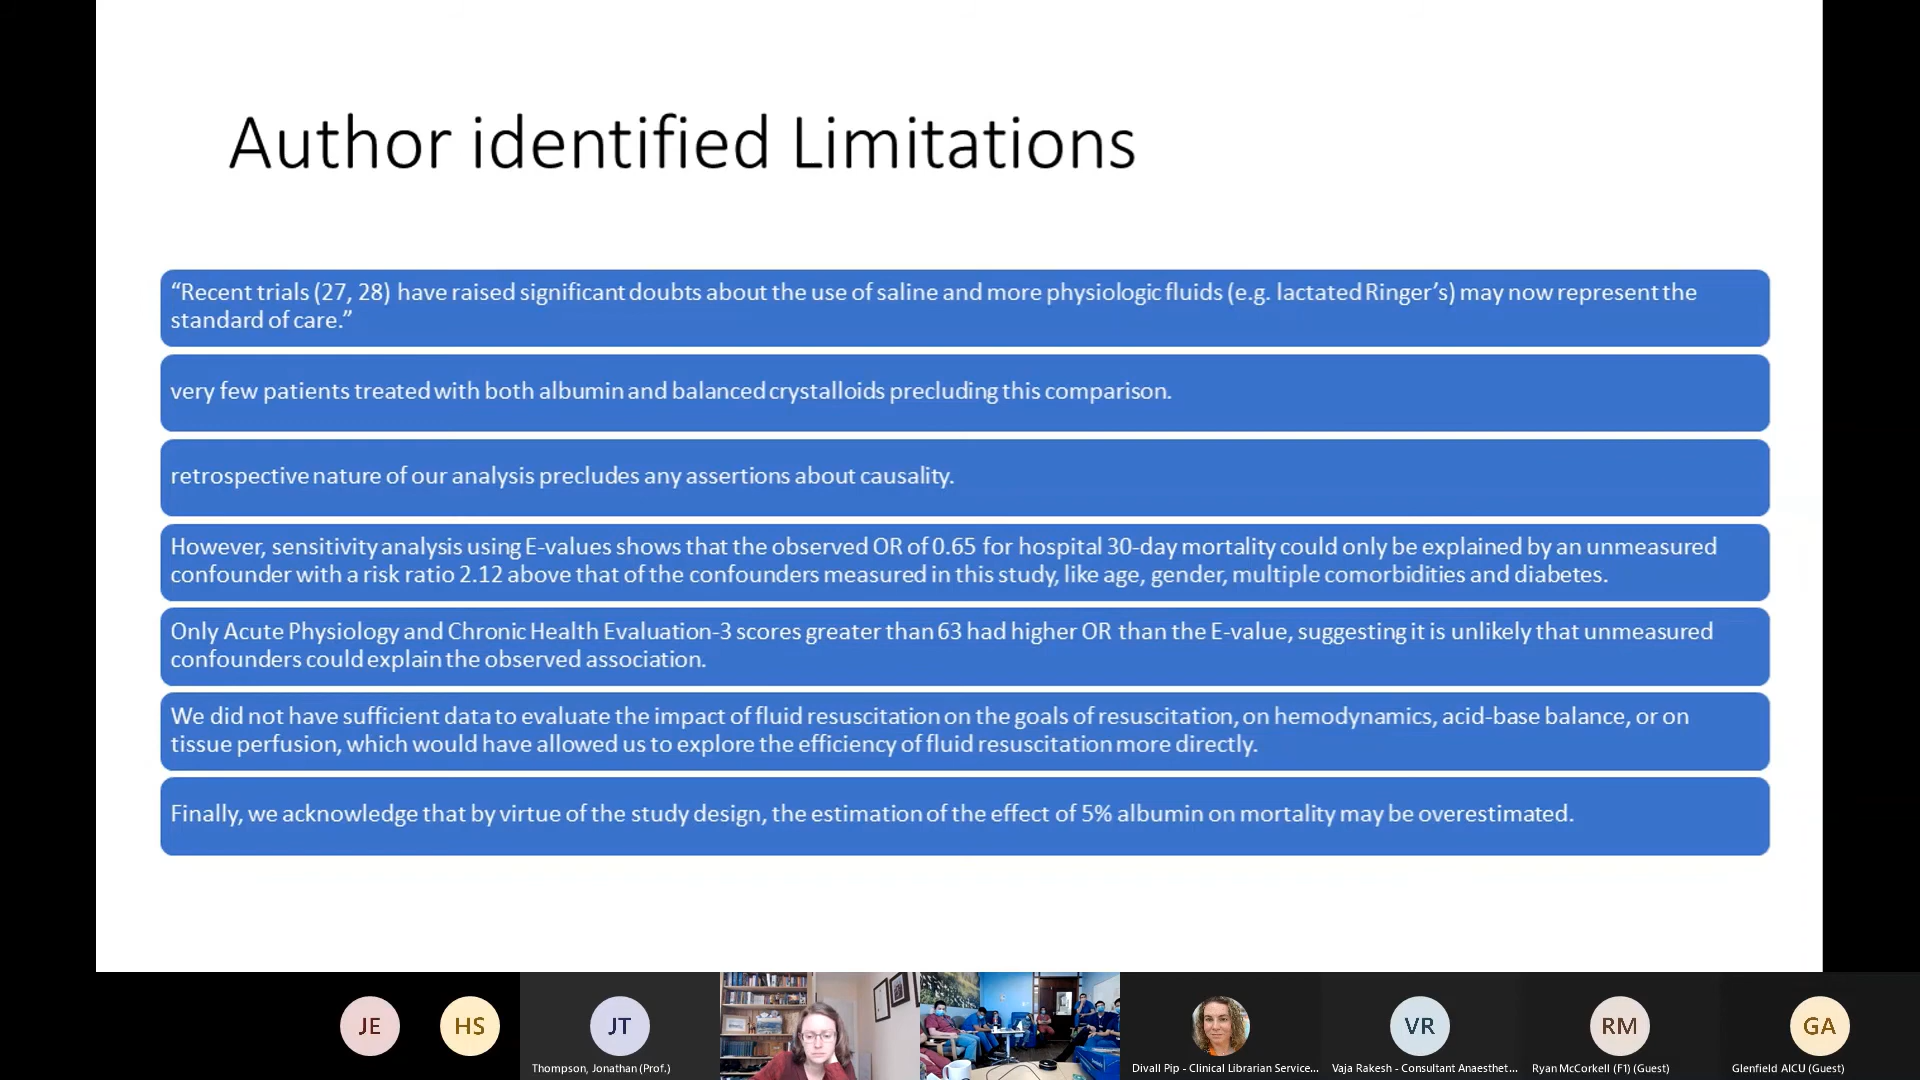 Author identified Limitations
“Recent trials (27, 28) have raised significant doubts about the use of saline and more physiologic fluids (e.g. lactated Ringer’s) may now represent the
standard of care.”
very few patients treated with both albumin and balanced crystalloids precluding this comparison.
retrospective nature of our analysis precludes any assertions about causality.
However, sensitivity analysis using E-values shows that the observed OR of 0.65 for hospital 30-day mortality could only be explained by an unmeasured
confounder with a risk ratio 2.12 above that of the confounders measured in this study, like age, gender, multiple comorbidities and diabetes.
Only Acute Physiology and Chronic Health Evaluation-3 scores greater than 63 had higher OR than the E-value, suggesting it is unlikely that unmeasured
confounders could explain the observed association.
We did not have sufficient data to evaluate the impact of fluid resuscitation on the goals of resuscitation, on hemodynamics, acid-base balance, or on
tissue perfusion, which would have allowed us to explore the efficiency of fluid resuscitation more directly.
Finally, we acknowledge that by virtue of the study design, the estimation of the effect of 5% albumin on mortality may be overestimated.
JE
HS
JT
Thompson, Jonathan (Prof.)
Divall Pip - Clinical Librarian Service...
VR
Vaja Rakesh - Consultant Anaesthet...
RM
Ryan McCorkell (F1) (Guest)
GA
Glenfield AICU (Guest)